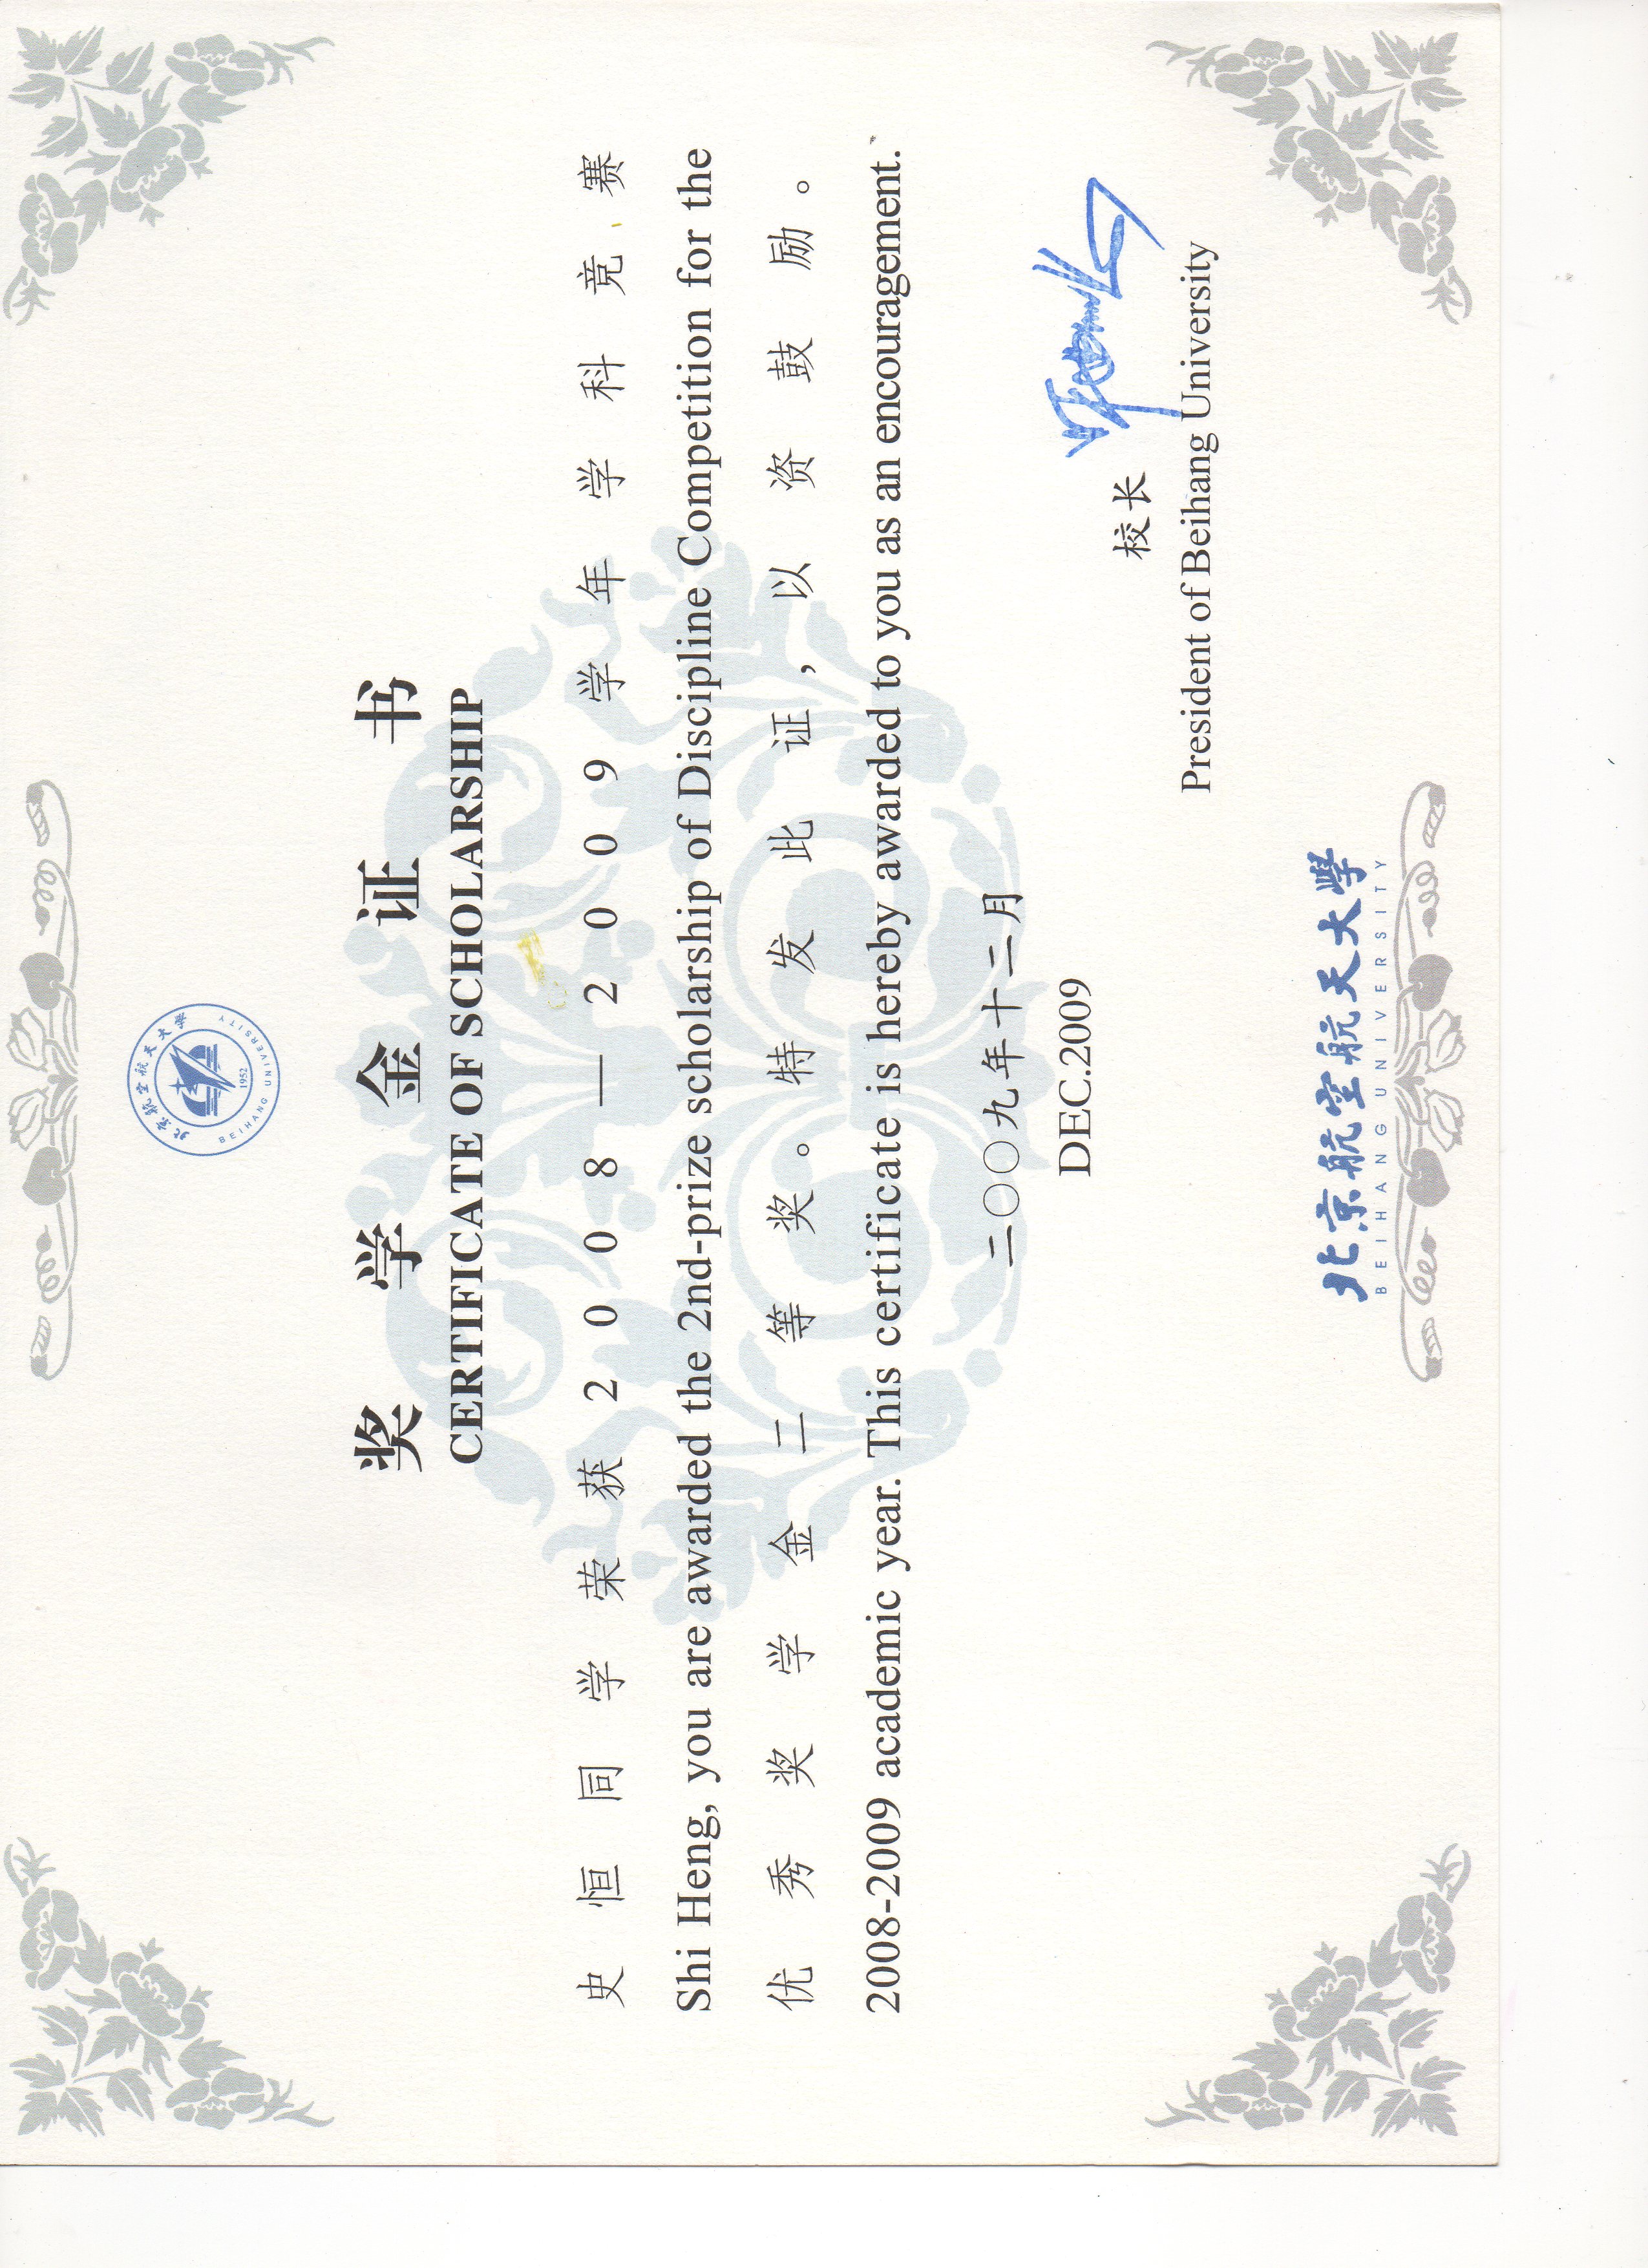 北京航空航天大學
1952
BEIHANG UNIVERSITY
奖学金证书
CERTIFICATE OF SCHOLARSHIP
史恒同学荣获2008—2009学年学科竞赛
Shi Heng, you are awarded the 2nd-prize scholarship of Discipline Competition for the
优秀奖学金二等奖。特发此证，以资鼓励。
2008-2009 academic year. This certificate is hereby awarded to you as an encouragement.
二〇〇九年十二月
DEC.2009
校长
President of Beihang University
北京航空航天大學
BEIHANG UNIVERSITY